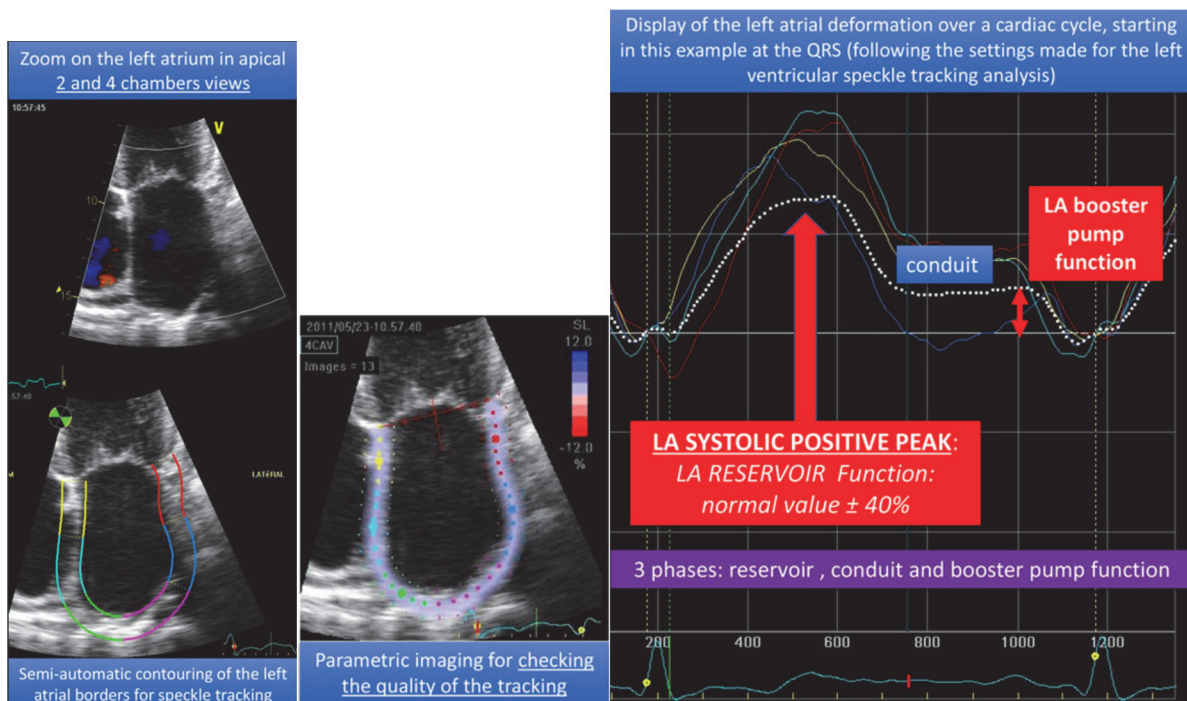 Zoom on the left atrium in apical
2 and 4 chambers views
10:57:45
V
10
15
LATÉRAL
Semi-automatic contouring of the left
atrial borders for speckle tracking
2011/05/23-10.57.40
4CAV
Images = 13
SL
12.0
-12.0
%
Parametric imaging for checking
the quality of the tracking
Display of the left atrial deformation over a cardiac cycle, starting
in this example at the QRS (following the settings made for the left
ventricular speckle tracking analysis)
LA booster
pump
function
conduit
LA SYSTOLIC POSITIVE PEAK:
LA RESERVOIR Function:
normal value ± 40%
3 phases: reservoir , conduit and booster pump function
200 400 600 800 1000 1200